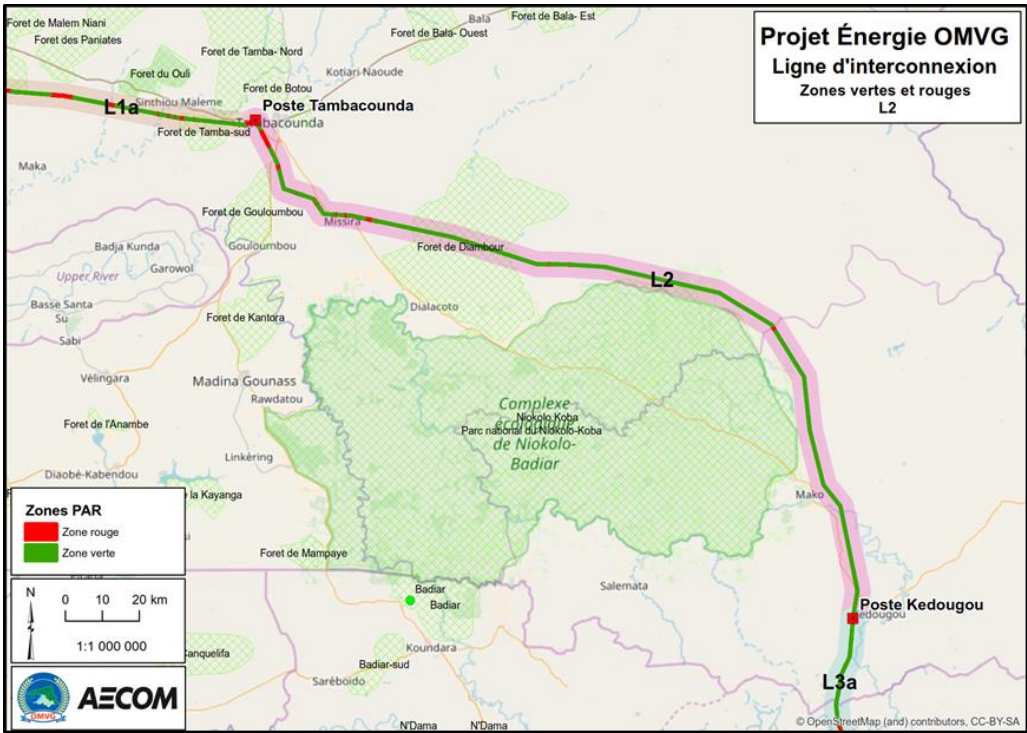 Projet Énergie OMVG
Ligne d'interconnexion
Zones vertes et rouges
L2
Foret de Malem Niani
Foret des Paniates
Foret de Tamba- Nord
Bala
Foret de Bala- Est
Foret de Bala- Ouest
Kotiari Naoude
Foret du Ouli
Foret de Botou
Sinthiou Maleme
L1a
Poste Tambacounda
Foret de Tamba-sud
Maka
Foret de Gouloumbou
Missira
Badja Kunda
Gouloumbou
Foret de Diambour
Garowol
Upper River
L2
Basse Santa
Su
Dialacoto
Foret de Kantora
Sabi
Vélingara
Madina Gounass
Rawdatou
Complexe
écologique
de Niokolo-
Badiar
Niokolo Koba
Parc national du Niokolo-Koba
Foret de l'Anambe
Linkéring
Diaobé-Kabendou
Mako
de la Kayanga
Zones PAR
Zone rouge
Zone verte
Foret de Mampaye
Salemata
Badiar
Badiar
Poste Kedougou
N
0 10 20 km
1:1 000 000
Koundara
Canquelifa
Badiar-sud
Saréboido
L3a
OMVG
AECOM
N'Dama
N'Dama
© OpenStreetMap (and) contributors, CC-BY-SA